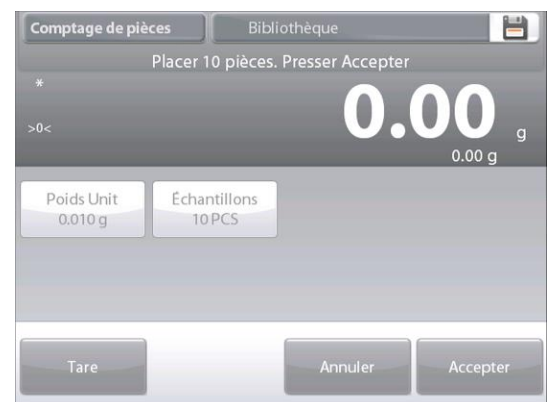 Comptage de pièces Bibliothèque
Placer 10 pièces. Presser Accepter
*
>0<
0.00 g
0.00 g
Poids Unit Échantillons
0.010 g 10 PCS
Tare Annuler Accepter